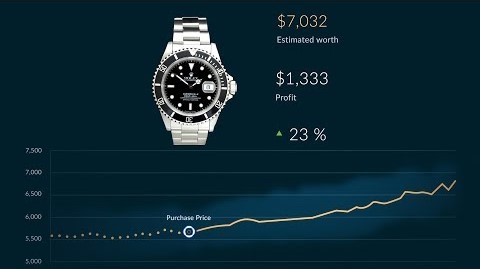 $7,032
Estimated worth
ROLEX
$1,333
Profit
▲ 23 %
7,500
7,000
6,500
6,000
5,500
5,000
Purchase Price